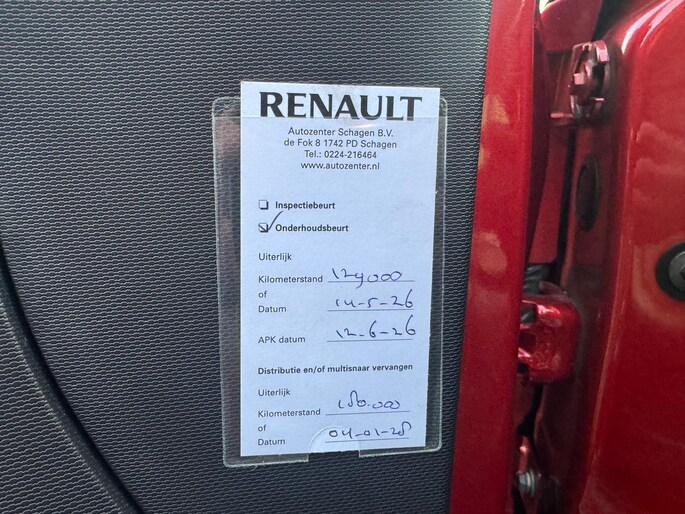 RENAULT
Autozenter Schagen B.V.
de Fok 8 1742 PD Schagen
Tel.: 0224-216464
www.autozenter.nl
Inspectiebeurt
Onderhoudsbeurt
Uiterlijk
Kilometerstand 129000
of 14-5-26
Datum
APK datum 12-6-26
Distributie en/of multisnaar vervangen
Uiterlijk
Kilometerstand 180.000
of
Datum 04-01-28